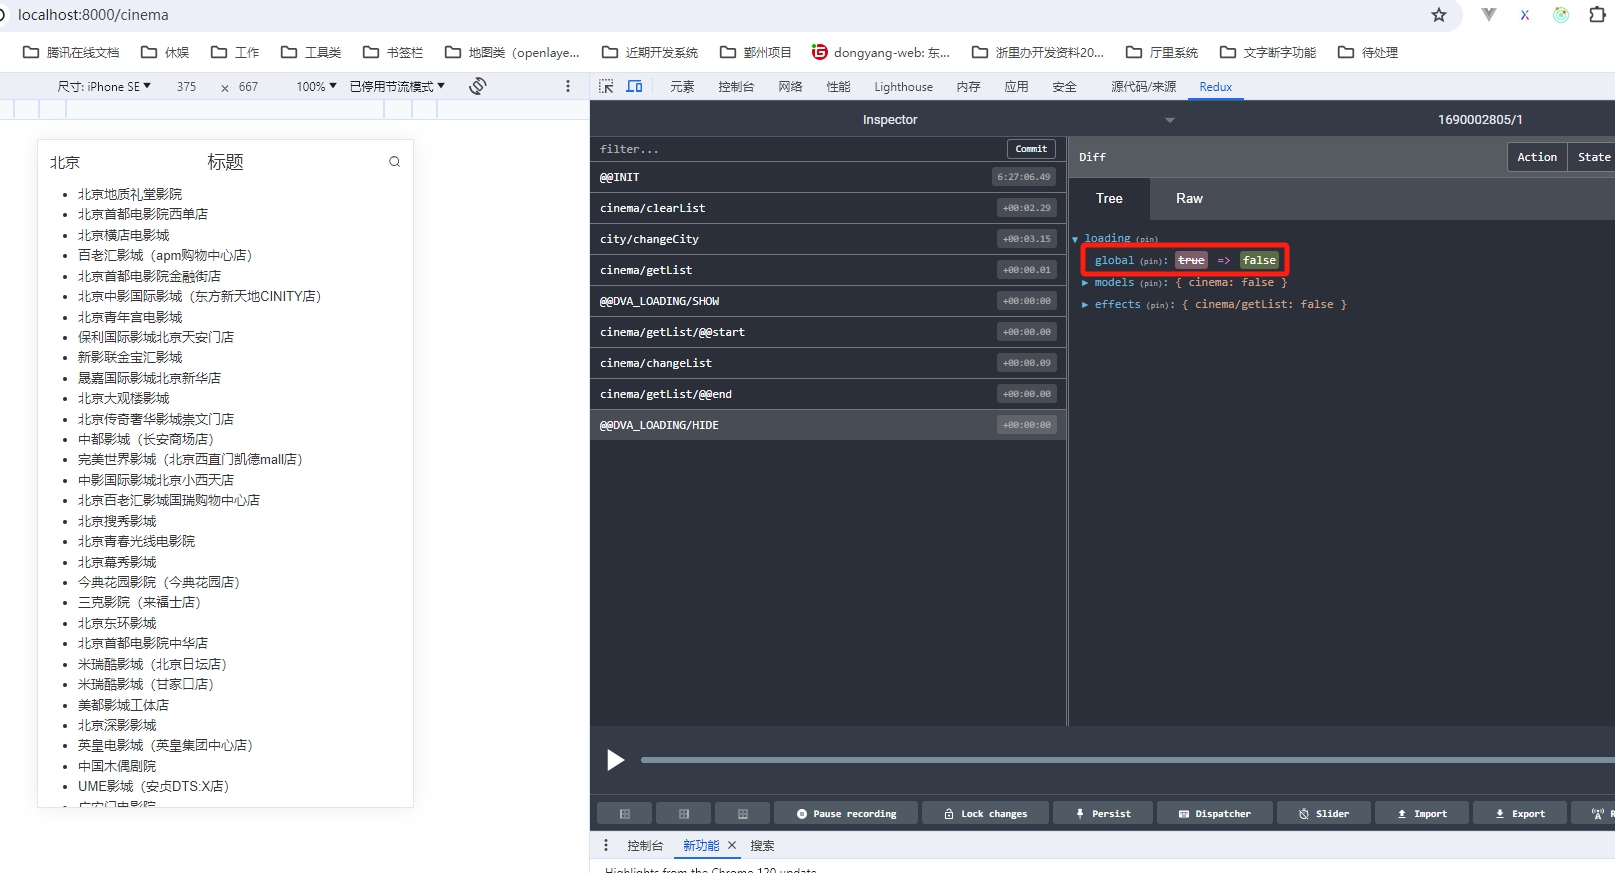 localhost:8000/cinema
腾讯在线文档
休娱
工作
工具类
书签栏
地图类（openlaye...
近期开发系统
鄞州项目
dongyang-web: 东...
浙里办开发资料20...
厅里系统
文字断字功能
待处理
尺寸: iPhone SE ▼ 375 × 667 100% ▼ 已停用节流模式 ▼
元素 控制台 网络 性能 Lighthouse 内存 应用 安全 源代码/来源 Redux
Inspector
1690002805/1
北京 标题
北京地质礼堂影院
北京首都电影院西单店
北京横店电影城
百老汇影城（apm购物中心店）
北京首都电影院金融街店
北京中影国际影城（东方新天地CINITY店）
北京青年宫电影城
保利国际影城北京天安门店
新影联金宝汇影城
晟嘉国际影城北京新华店
北京大观楼影城
北京传奇奢华影城崇文门店
中都影城（长安商场店）
完美世界影城（北京西直门凯德mall店）
中影国际影城北京小西天店
北京百老汇影城国瑞购物中心店
北京搜秀影城
北京青春光线电影院
北京幕秀影城
今典花园影院（今典花园店）
三克影院（来福士店）
北京东环影城
北京首都电影院中华店
米瑞酷影城（北京日坛店）
米瑞酷影城（甘家口店）
美都影城工体店
北京深影影城
英皇电影城（英皇集团中心店）
中国木偶剧院
UME影城（安贞DTS:X店）
广安门电影院
filter... Commit
@@INIT 6:27:06.49
cinema/clearList +00:02.29
city/changeCity +00:03.15
cinema/getList +00:00.01
@@DVA_LOADING/SHOW +00:00:00
cinema/getList/@@start +00:00.00
cinema/changeList +00:00.09
cinema/getList/@@end +00:00.00
@@DVA_LOADING/HIDE +00:00:00
Diff Action State
Tree Raw
▼ loading (pin)
global (pin): true => false
▶ models (pin): { cinema: false }
▶ effects (pin): { cinema/getList: false }
Pause recording
Lock changes
Persist
Dispatcher
Slider
Import
Export
R
控制台 新功能 × 搜索
Highlights from the Chrome 120 update